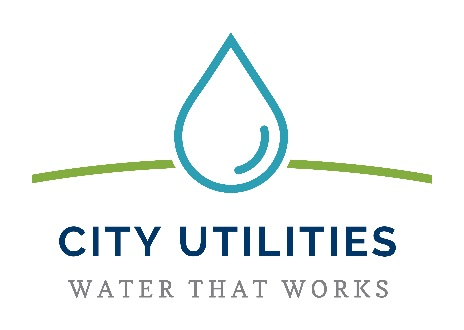 CITY UTILITIES
WATER THAT WORKS